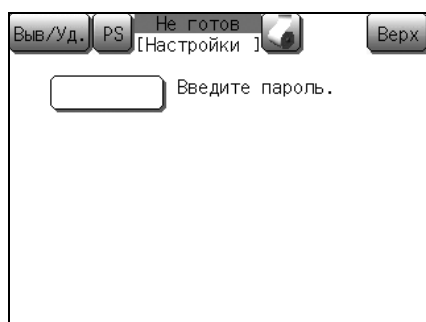 Выв/Уд. PS Не готов Верх
[Настройки ]
Введите пароль.